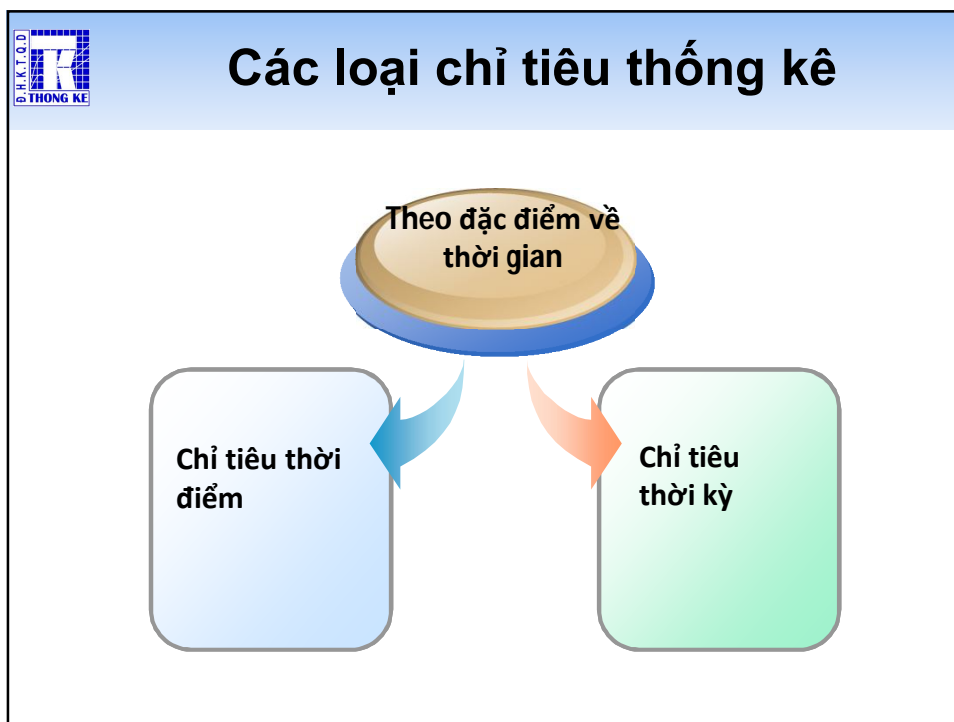 Đ.H.K.T.Q.D
THONG KE
Các loại chỉ tiêu thống kê
Theo đặc điểm về
thời gian
Chỉ tiêu thời
điểm
Chỉ tiêu
thời kỳ